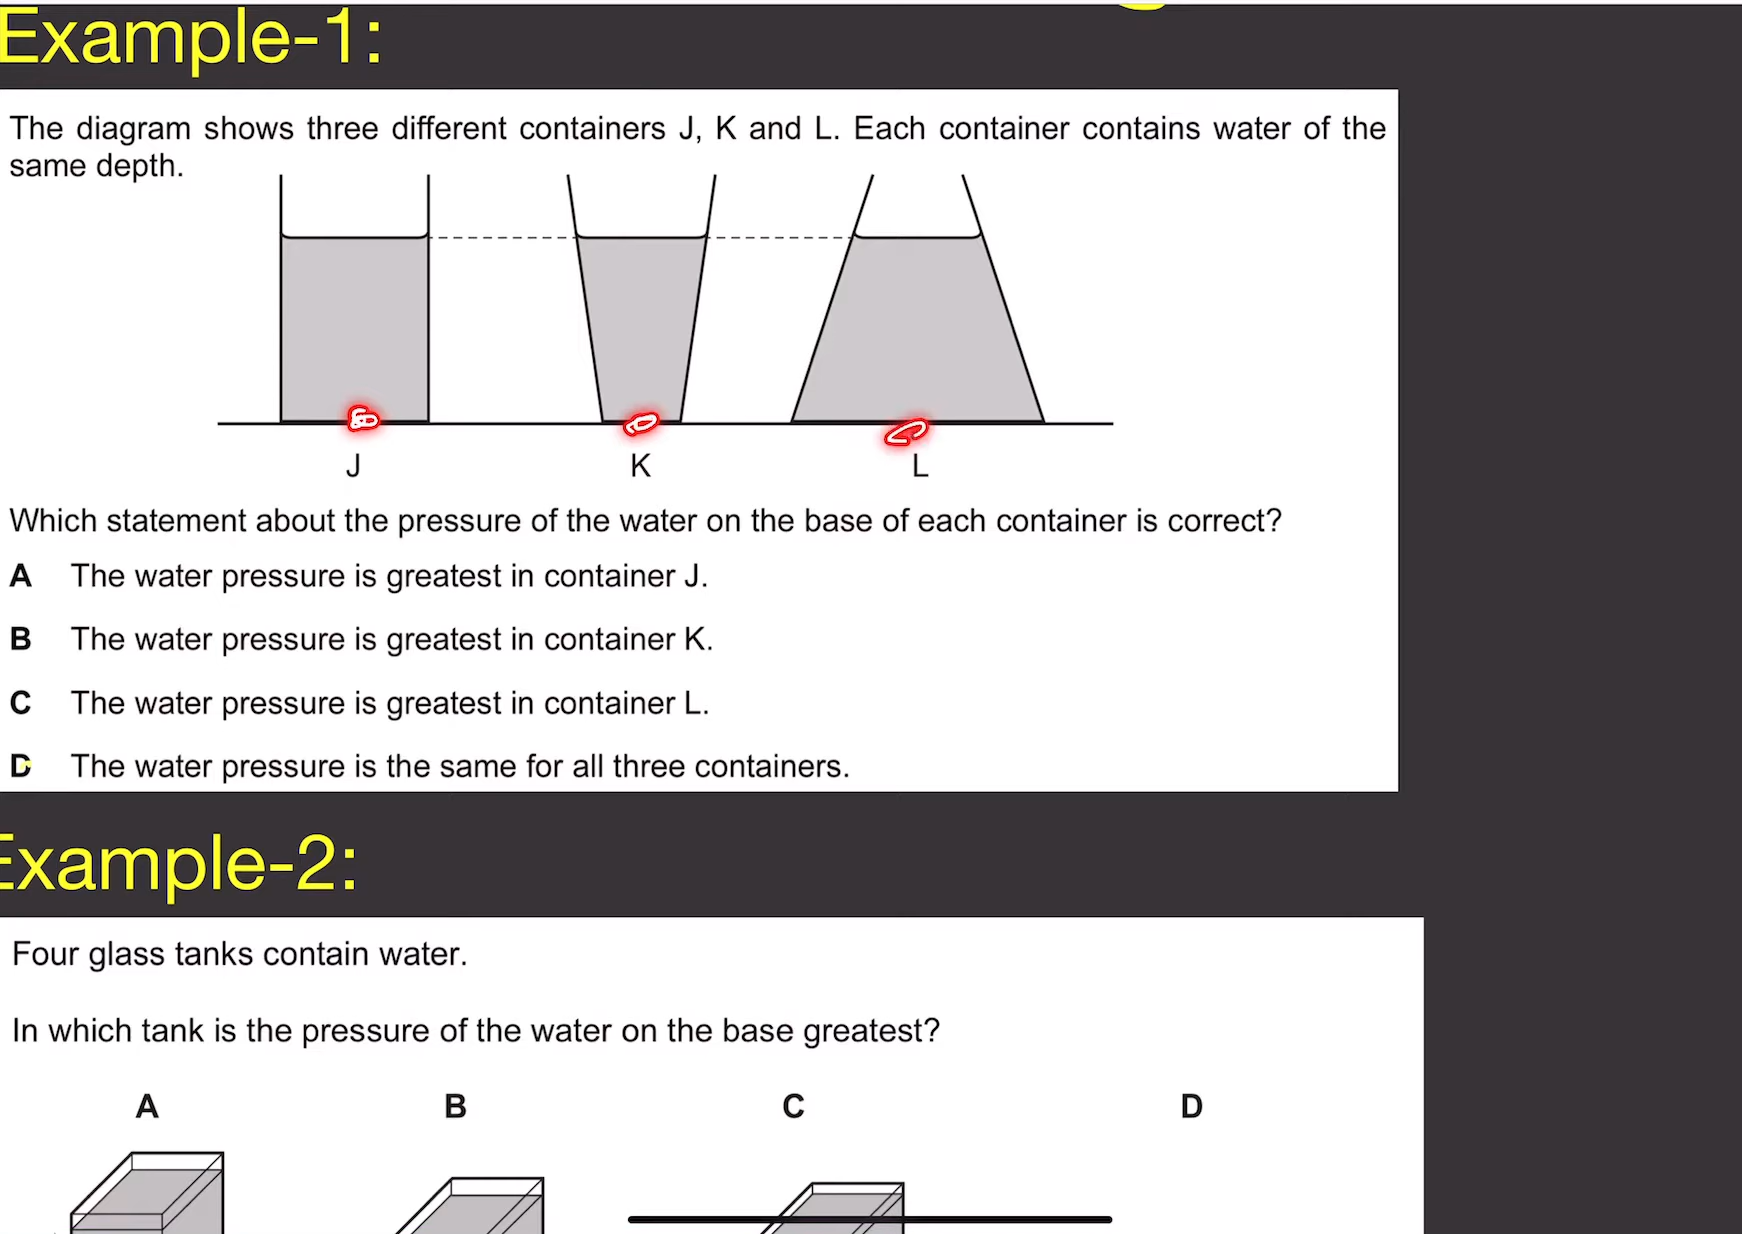 Example-1:
The diagram shows three different containers J, K and L. Each container contains water of the
same depth.
J K L
Which statement about the pressure of the water on the base of each container is correct?
A The water pressure is greatest in container J.
B The water pressure is greatest in container K.
C The water pressure is greatest in container L.
D The water pressure is the same for all three containers.
Example-2:
Four glass tanks contain water.
In which tank is the pressure of the water on the base greatest?
A B C D